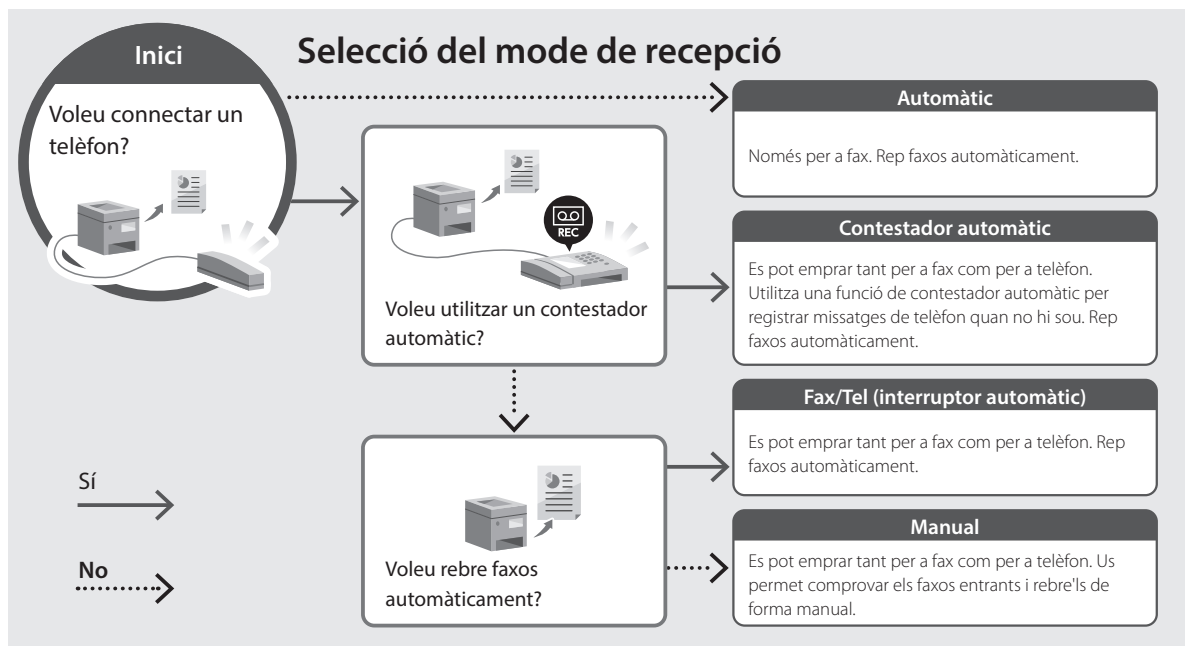 Inici
Selecció del mode de recepció
Voleu connectar un
telèfon?
Automàtic
Només per a fax. Rep faxos automàticament.
REC
Voleu utilitzar un contestador
automàtic?
Contestador automàtic
Es pot emprar tant per a fax com per a telèfon.
Utilitza una funció de contestador automàtic per
registrar missatges de telèfon quan no hi sou. Rep
faxos automàticament.
Fax/Tel (interruptor automàtic)
Es pot emprar tant per a fax com per a telèfon. Rep
faxos automàticament.
Voleu rebre faxos
automàticament?
Manual
Es pot emprar tant per a fax com per a telèfon. Us
permet comprovar els faxos entrants i rebre'ls de
forma manual.
Sí
No